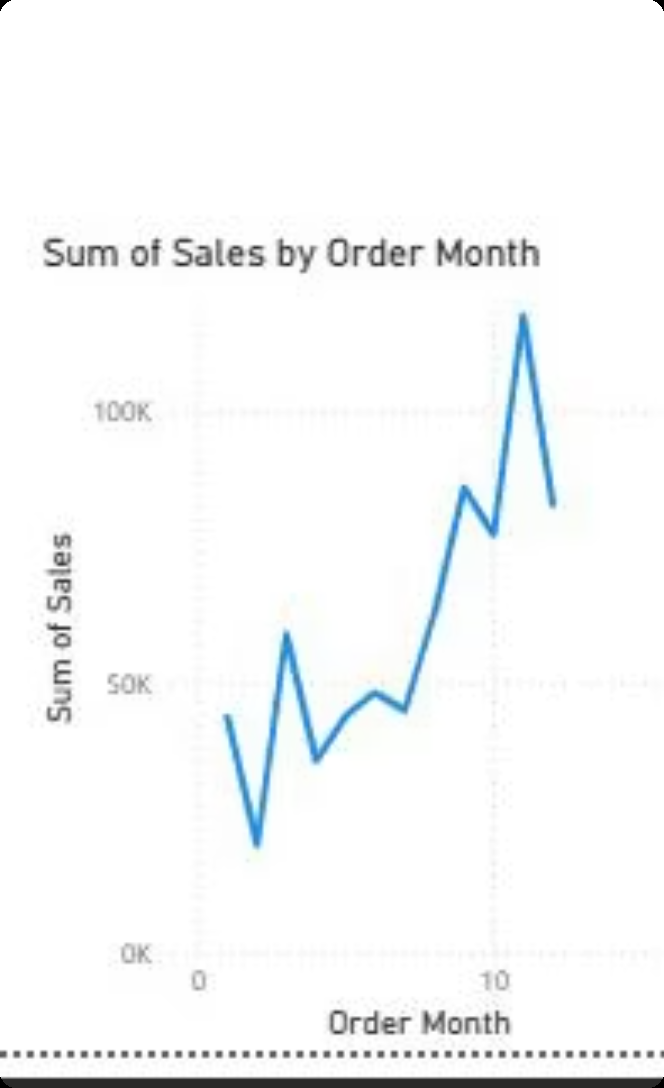 Sum of Sales by Order Month
100K
50K
0K
Sum of Sales
0
10
Order Month